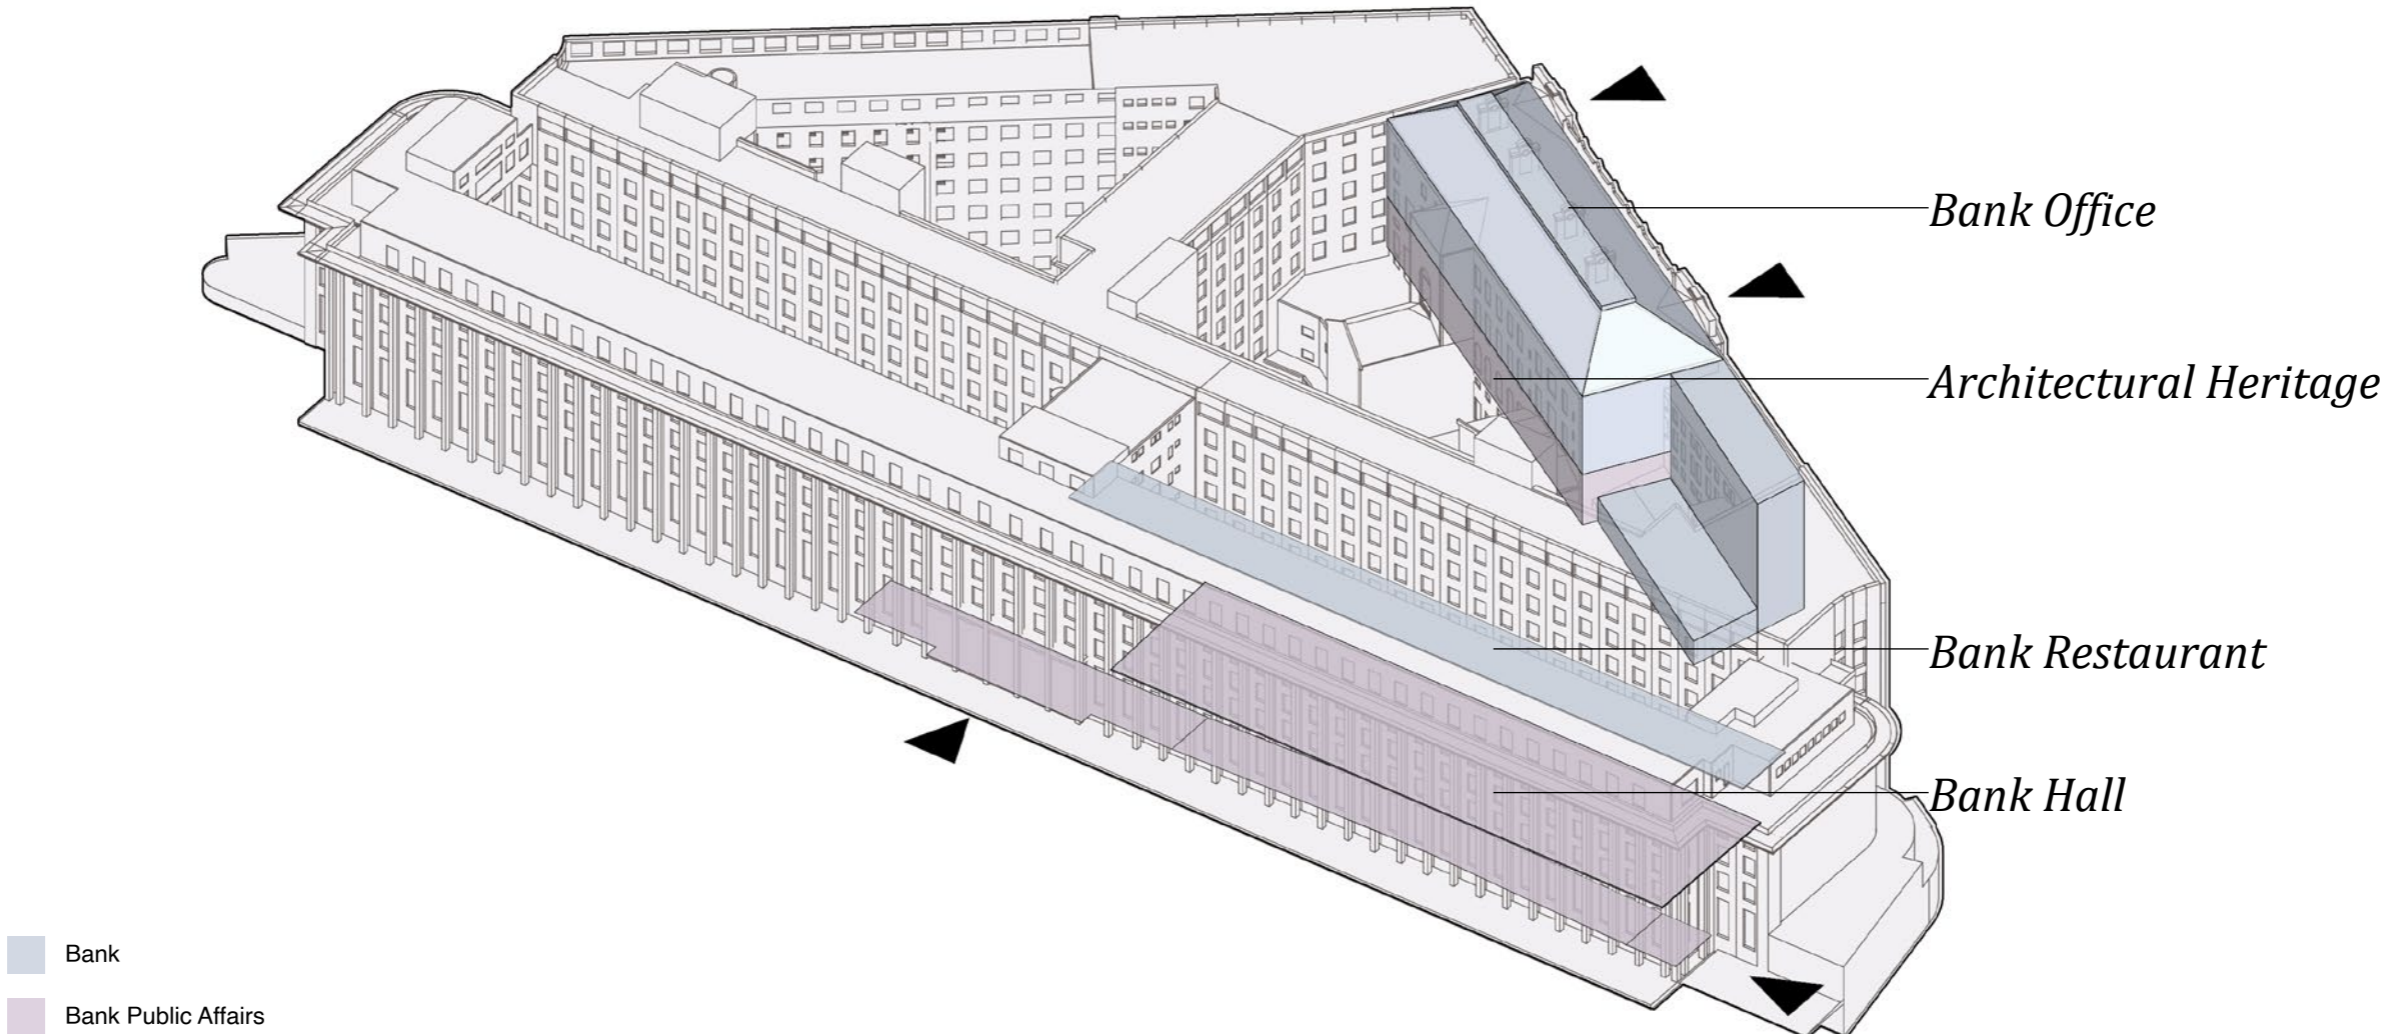 Bank Office
Architectural Heritage
Bank Restaurant
Bank Hall
Bank
Bank Public Affairs